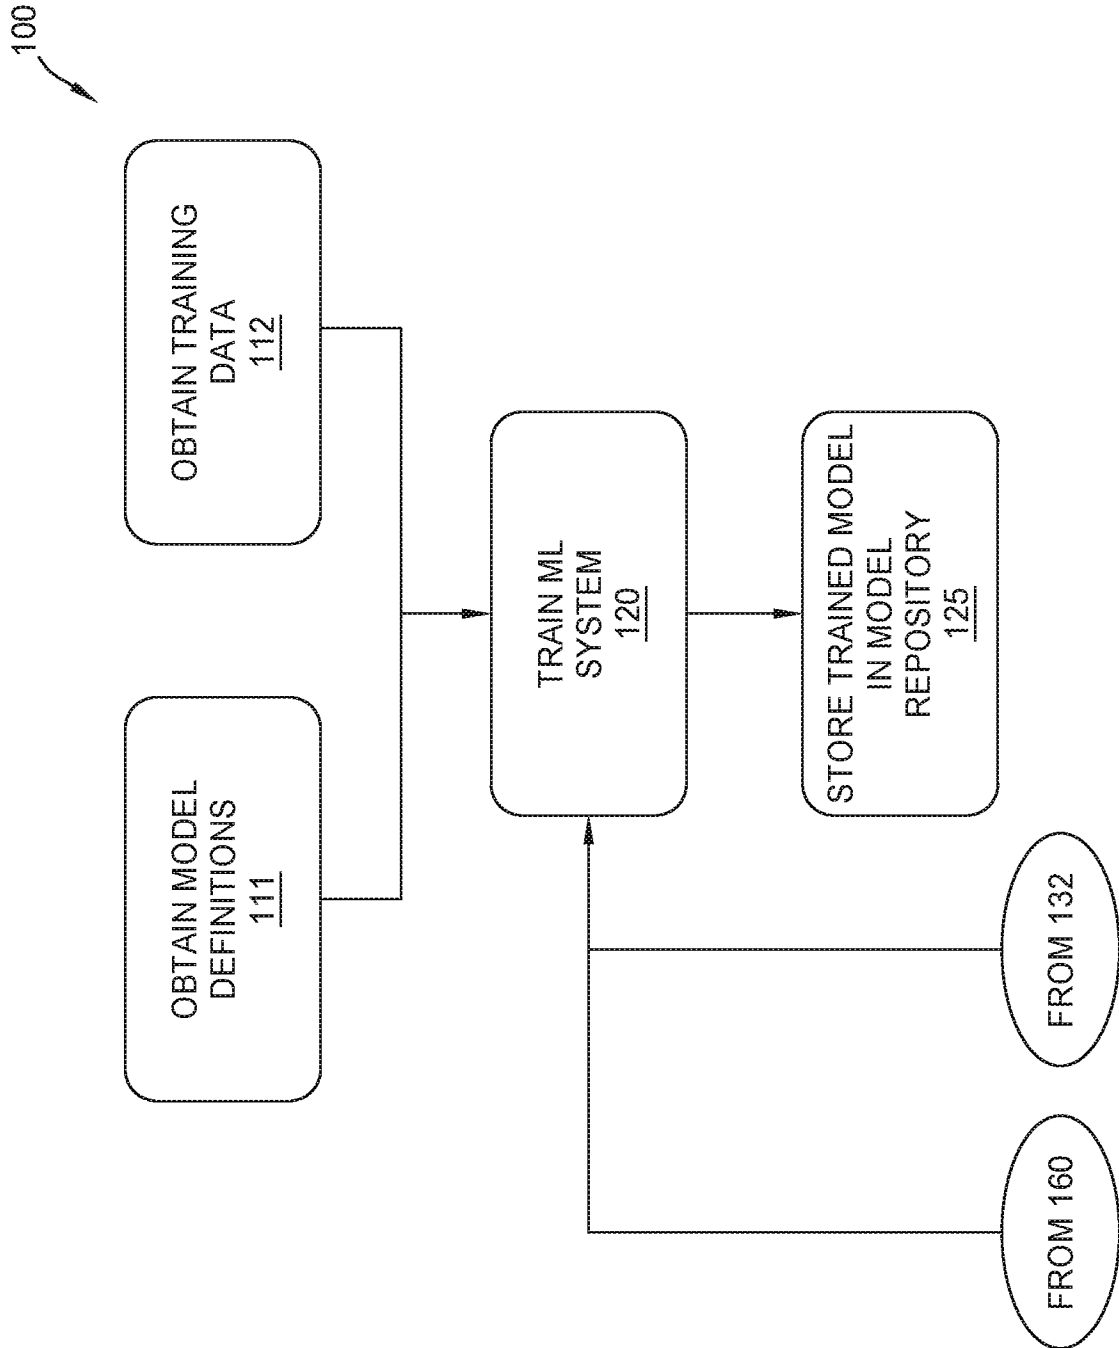 100
OBTAIN MODEL
DEFINITIONS
111
OBTAIN TRAINING
DATA
112
TRAIN ML
SYSTEM
120
STORE TRAINED MODEL
IN MODEL
REPOSITORY
125
FROM 160
FROM 132